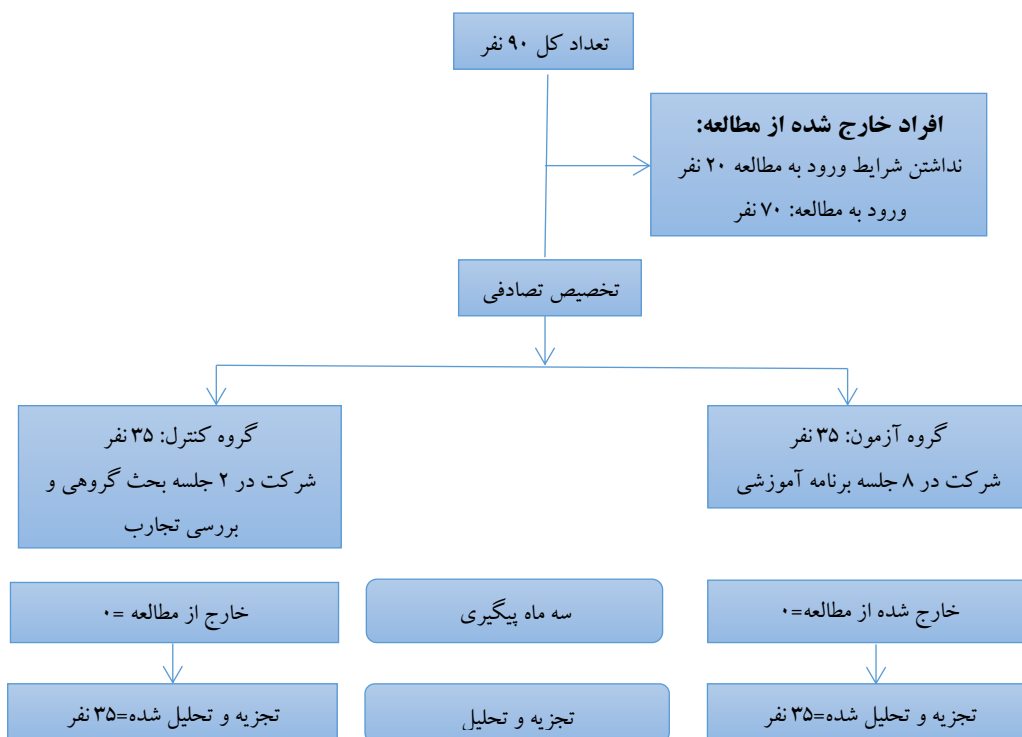 تعداد کل ۹۰ نفر
افراد خارج شده از مطالعه:
نداشتن شرایط ورود به مطالعه ۲۰ نفر
ورود به مطالعه: ۷۰ نفر
تخصیص تصادفی
گروه آزمون: ۳۵ نفر
شرکت در ۸ جلسه برنامه آموزشی
گروه کنترل: ۳۵ نفر
شرکت در ۲ جلسه بحث گروهی و
بررسی تجارب
خارج شده از مطالعه=۰
سه ماه پیگیری
خارج از مطالعه =۰
تجزیه و تحلیل شده=۳۵ نفر
تجزیه و تحلیل
تجزیه و تحلیل شده=۳۵ نفر